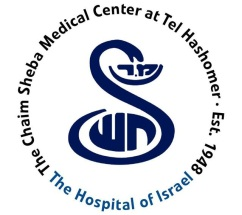 The Chaim Sheba Medical Center at Tel Hashomer · Est. 1948
The Hospital of Israel